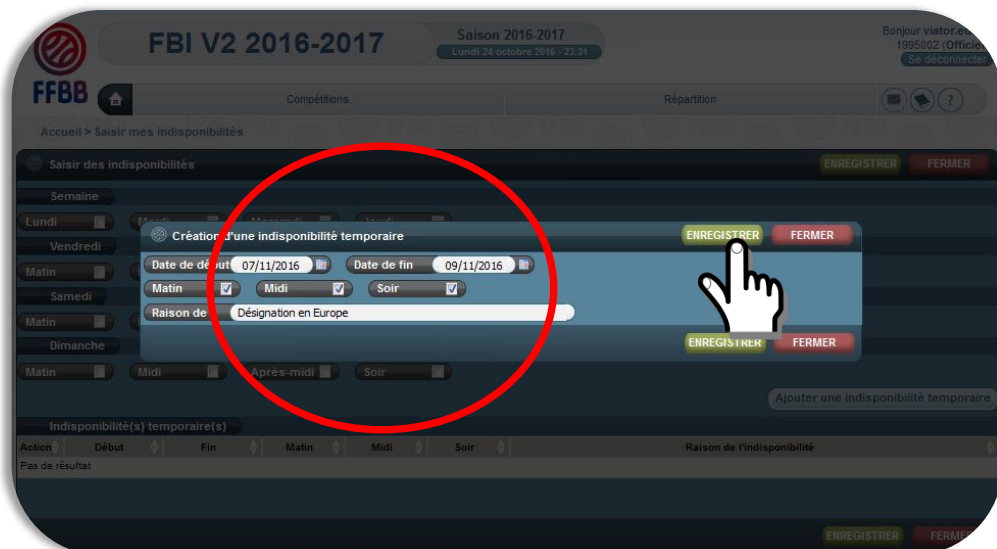 FBI V2 2016-2017
Saison 2016-2017
Lundi 24 octobre 2016 - 23:31
Bonjour
1995002
Se déconnecter
FFBB
Compétitions
Répartition
?
Accueil > Saisir mes indisponibilités
Saisir des indisponibilités
ENREGISTRER
FERMER
Semaine
Lundi
Mardi
Mercredi
Jeudi
Vendredi
Création d'une indisponibilité temporaire
ENREGISTRER
FERMER
Date de début
07/11/2016
Date de fin
09/11/2016
Matin
Matin
Midi
Soir
Samedi
Raison de
Désignation en Europe
Matin
Dimanche
ENREGISTRER
FERMER
Matin
Midi
Après-midi
Soir
Ajouter une indisponibilité temporaire
Indisponibilité(s) temporaire(s)
Action
Début
Fin
Matin
Midi
Soir
Raison de l'indisponibilité
Pas de résultat
ENREGISTRER